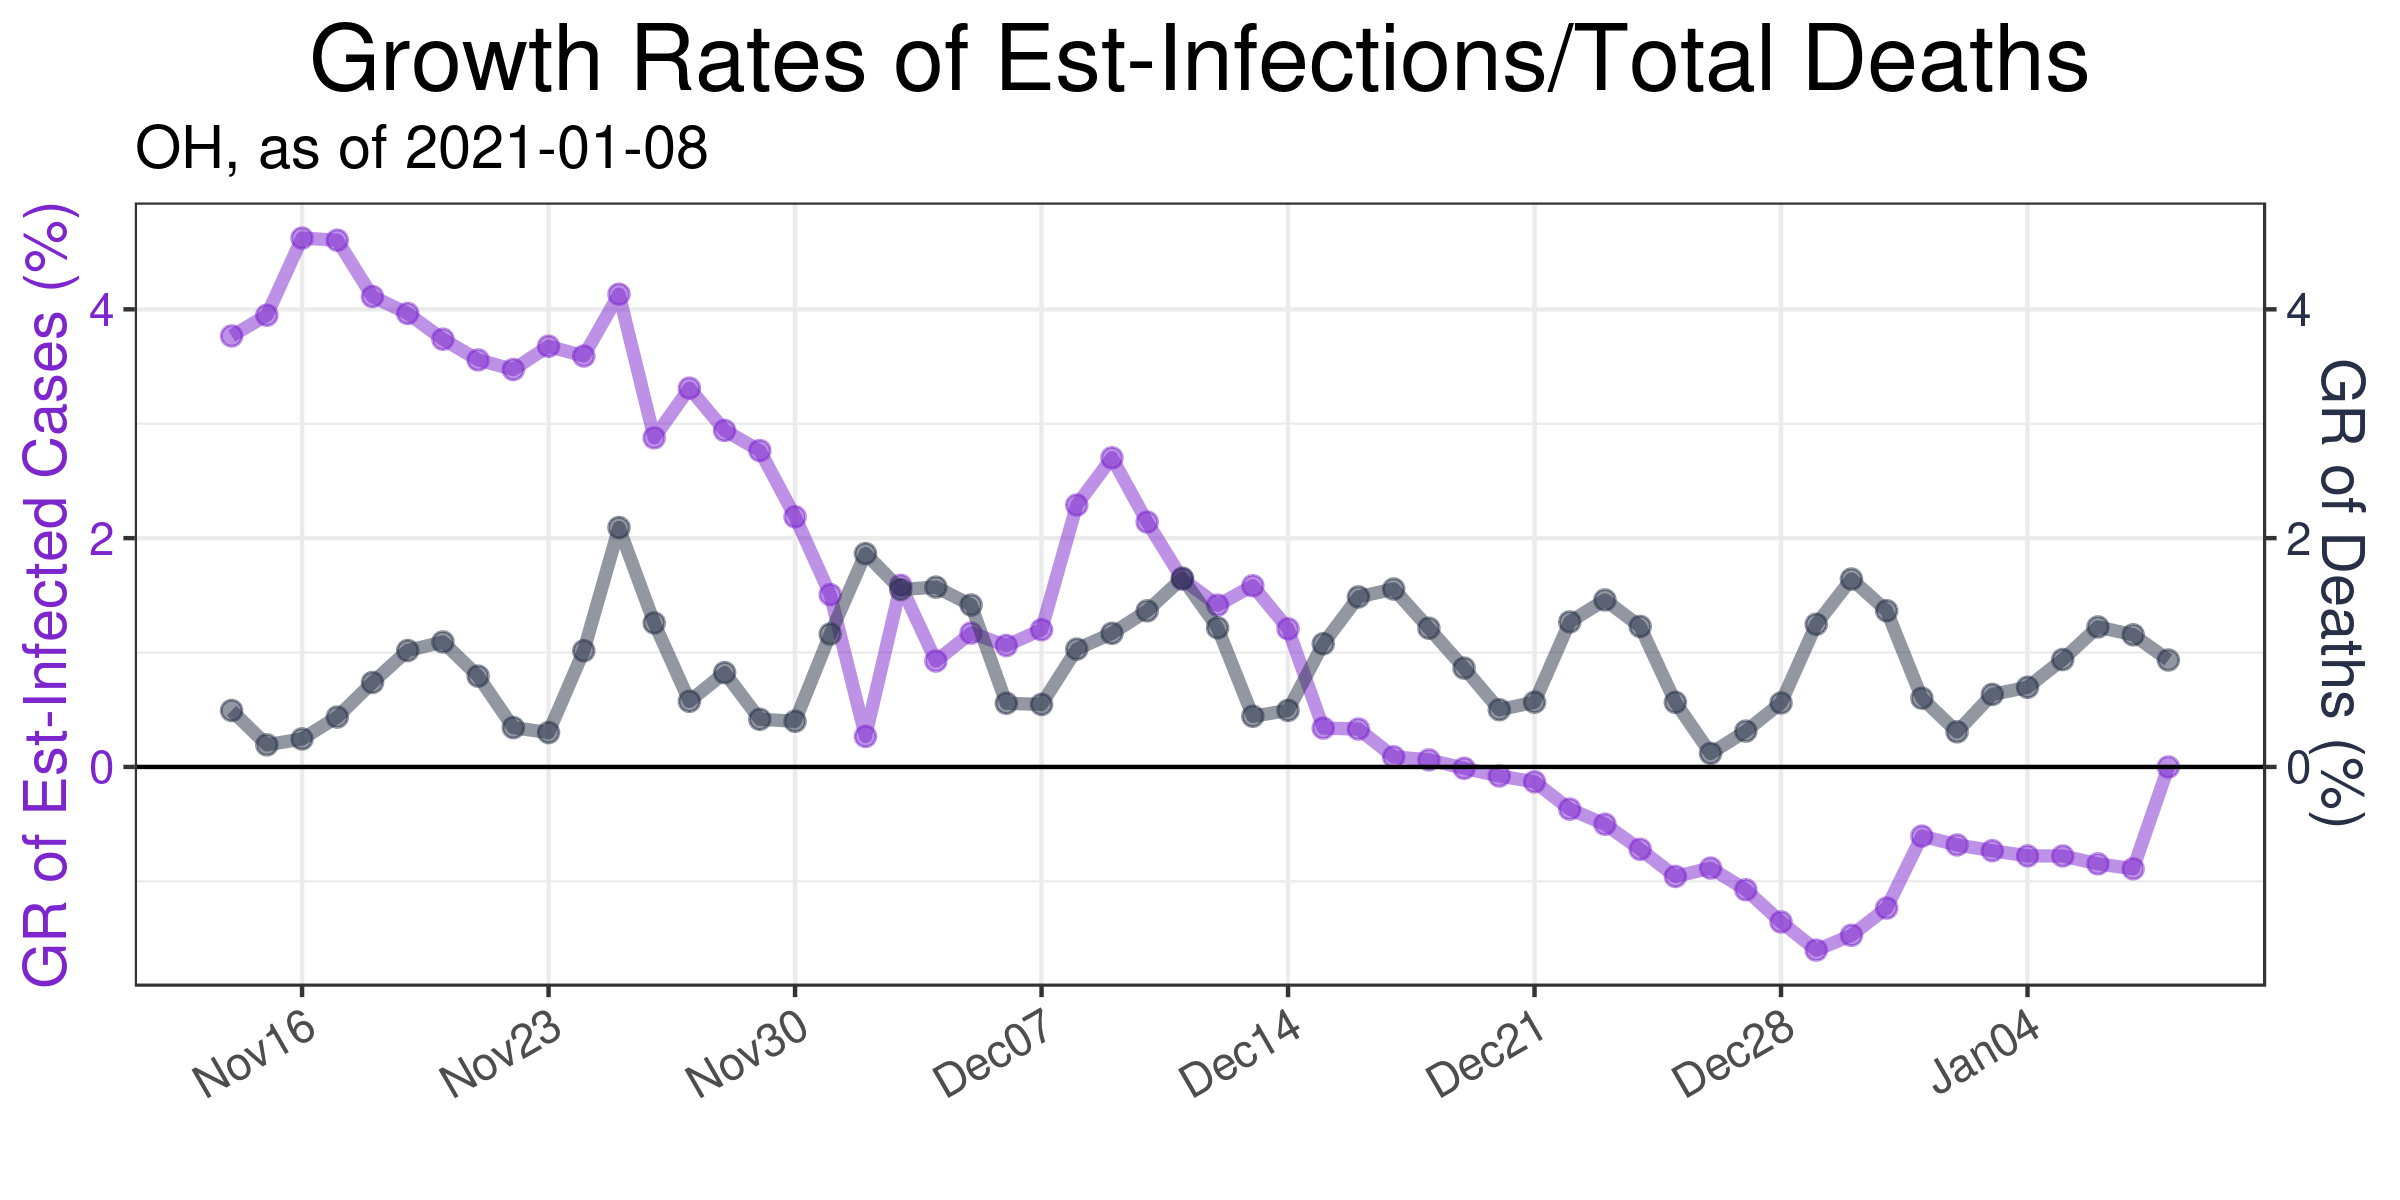 Growth Rates of Est-Infections/Total Deaths
OH, as of 2021-01-08
GR of Est-Infected Cases (%)
4
2
0
4
2
0
GR of Deaths (%)
Nov16
Nov23
Nov30
Dec07
Dec14
Dec21
Dec28
Jan04